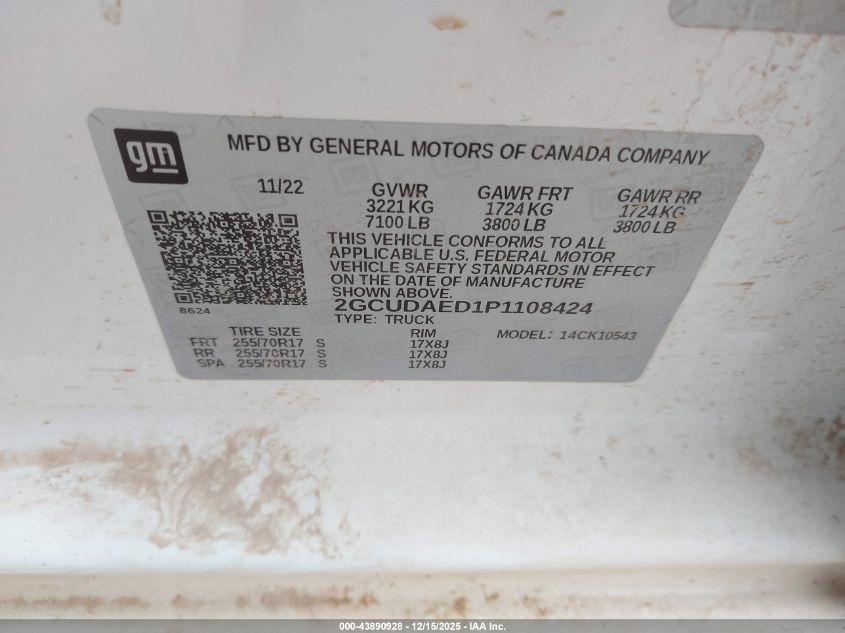 gm
MFD BY GENERAL MOTORS OF CANADA COMPANY
11/22 GVWR GAWR FRT GAWR RR
3221 KG 1724 KG 1724 KG
7100 LB 3800 LB 3800 LB
THIS VEHICLE CONFORMS TO ALL
APPLICABLE U.S. FEDERAL MOTOR
VEHICLE SAFETY STANDARDS IN EFFECT
ON THE DATE OF MANUFACTURE
SHOWN ABOVE.
8624
2GCUDAED1P1108424
TYPE: TRUCK
TIRE SIZE RIM MODEL: 14CK10543
FRT 255/70R17 S 17X8J
RR 255/70R17 S 17X8J
SPA 255/70R17 S 17X8J
000-43890928 - 12/15/2025 - IAA Inc.